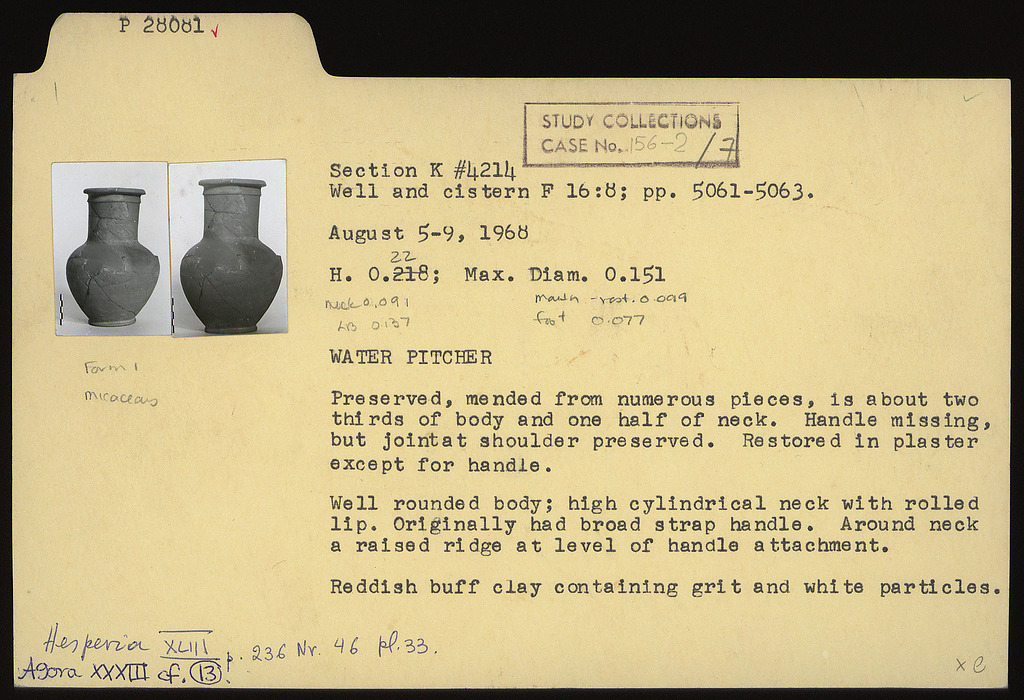 P 28081 ✓
STUDY COLLECTIONS
CASE No. 156-2/7
Section K #4214
Well and cistern F 16:8; pp. 5061-5063.
August 5-9, 1968
22
H. 0.218; Max. Diam. 0.151
neck 0.091 mouth -rest. 0.099
LB 0.137 foot 0.077
WATER PITCHER
Form 1
micaceous
Preserved, mended from numerous pieces, is about two
thirds of body and one half of neck. Handle missing,
but jointat shoulder preserved. Restored in plaster
except for handle.
Well rounded body; high cylindrical neck with rolled
lip. Originally had broad strap handle. Around neck
a raised ridge at level of handle attachment.
Reddish buff clay containing grit and white particles.
Hesperia XLIII p. 236 Nr. 46 pl. 33.
Agora XXXIII cf. 13.